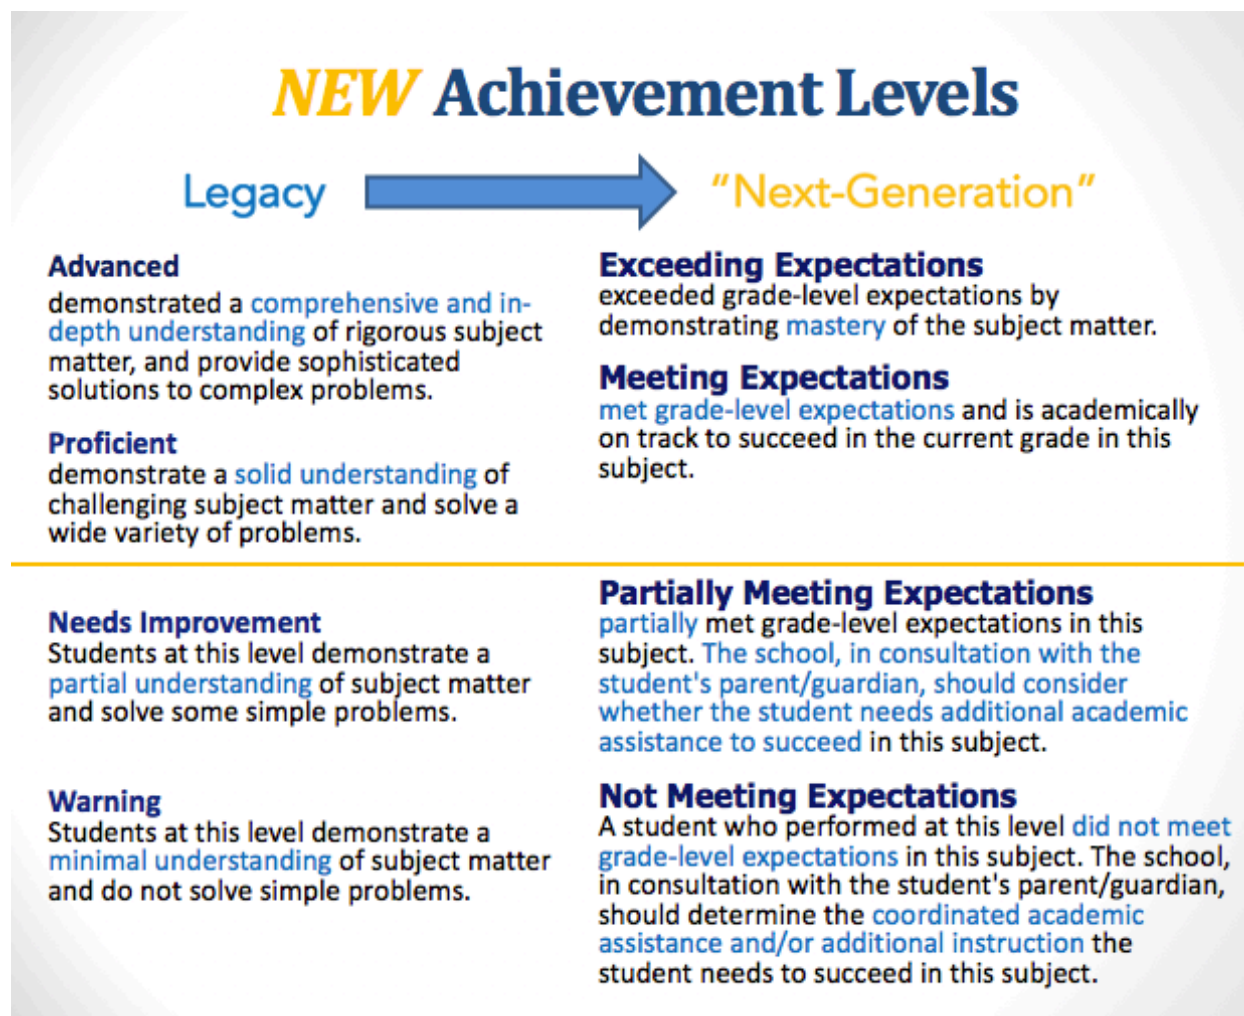 NEW Achievement Levels
Legacy
"Next-Generation"
Advanced
demonstrated a comprehensive and in-
depth understanding of rigorous subject
matter, and provide sophisticated
solutions to complex problems.
Proficient
demonstrate a solid understanding of
challenging subject matter and solve a
wide variety of problems.
Exceeding Expectations
exceeded grade-level expectations by
demonstrating mastery of the subject matter.
Meeting Expectations
met grade-level expectations and is academically
on track to succeed in the current grade in this
subject.
Needs Improvement
Students at this level demonstrate a
partial understanding of subject matter
and solve some simple problems.
Warning
Students at this level demonstrate a
minimal understanding of subject matter
and do not solve simple problems.
Partially Meeting Expectations
partially met grade-level expectations in this
subject. The school, in consultation with the
student's parent/guardian, should consider
whether the student needs additional academic
assistance to succeed in this subject.
Not Meeting Expectations
A student who performed at this level did not meet
grade-level expectations in this subject. The school,
in consultation with the student's parent/guardian,
should determine the coordinated academic
assistance and/or additional instruction the
student needs to succeed in this subject.